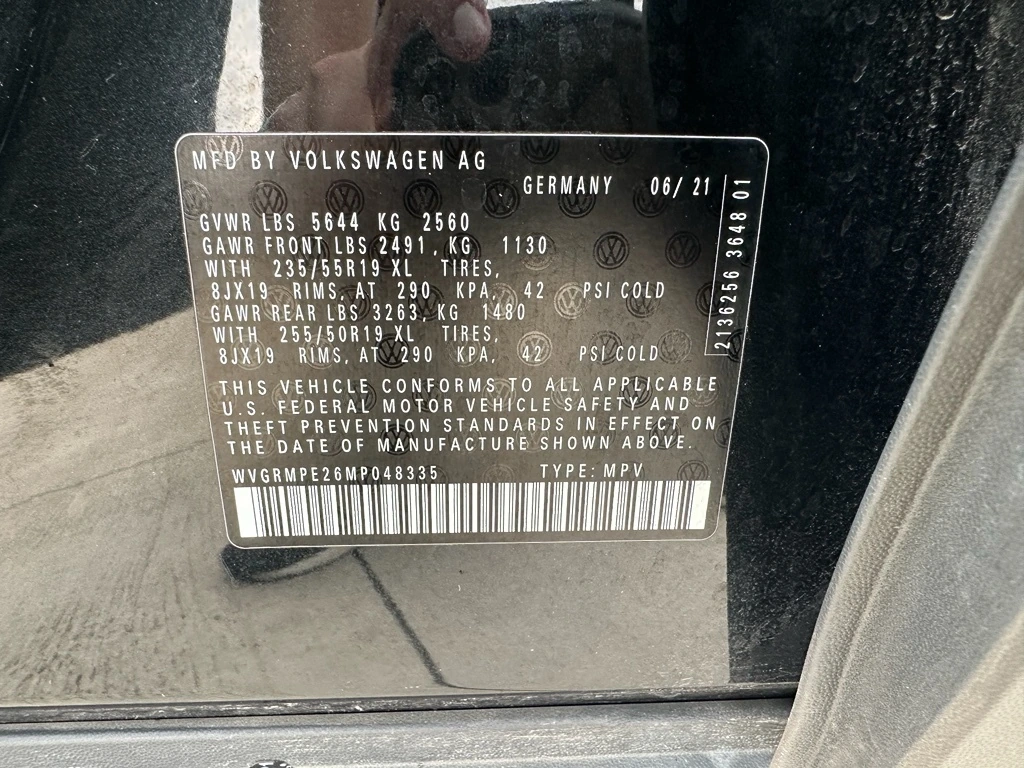 MFD BY VOLKSWAGEN AG
GERMANY 06/ 21
GVWR LBS 5644 KG 2560
GAWR FRONT LBS 2491, KG 1130
WITH 235/55R19 XL TIRES,
8JX19 RIMS, AT 290 KPA, 42 PSI COLD
GAWR REAR LBS 3263, KG 1480
WITH 255/50R19 XL TIRES,
8JX19 RIMS, AT 290 KPA, 42 PSI COLD
THIS VEHICLE CONFORMS TO ALL APPLICABLE
U.S. FEDERAL MOTOR VEHICLE SAFETY AND
THEFT PREVENTION STANDARDS IN EFFECT ON
THE DATE OF MANUFACTURE SHOWN ABOVE.
WVGRMPE26MP048335 TYPE: MPV
2136256 3648 01